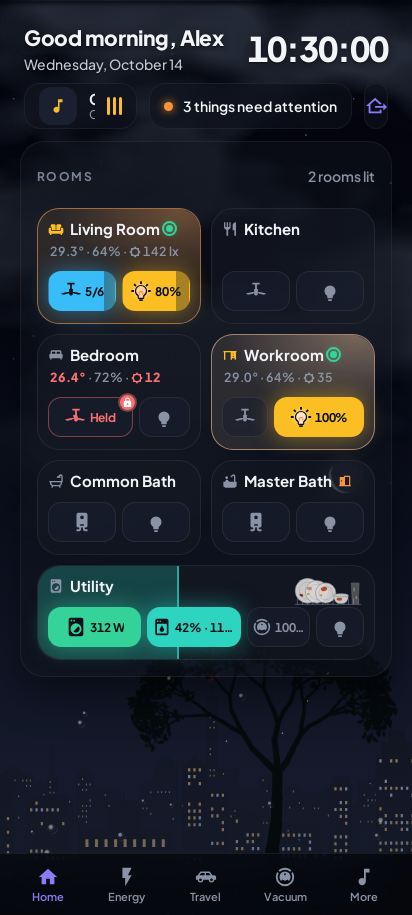 Good morning, Alex
10:30:00
Wednesday, October 14
3 things need attention
ROOMS
2 rooms lit
Living Room
29.3° · 64% · 142 lx
5/6
80%
Kitchen
Bedroom
26.4° · 72% · 12
Held
Workroom
29.0° · 64% · 35
100%
Common Bath
Master Bath
Utility
312 W
42% · 11...
100...
Home
Energy
Travel
Vacuum
More